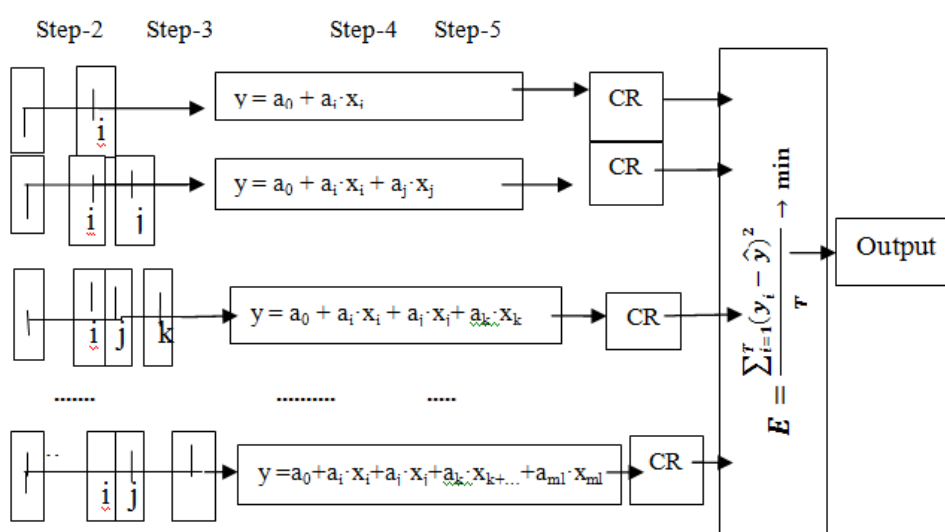 Step-2 Step-3 Step-4 Step-5
y = a₀ + aᵢ·xᵢ
CR
i
y = a₀ + aᵢ·xᵢ + aⱼ·xⱼ
CR
i j
y = a₀ + aᵢ·xᵢ + aⱼ·xⱼ+ aₖ·xₖ
CR
i j k
....... .......... .....
..
y =a₀+aᵢ·xᵢ+aⱼ·xⱼ+aₖ·xₖ₊…+aₘₗ·xₘₗ
CR
i j
E = ∑ᵀᵢ₌₁(yᵢ − ŷ)² / T → min
Output